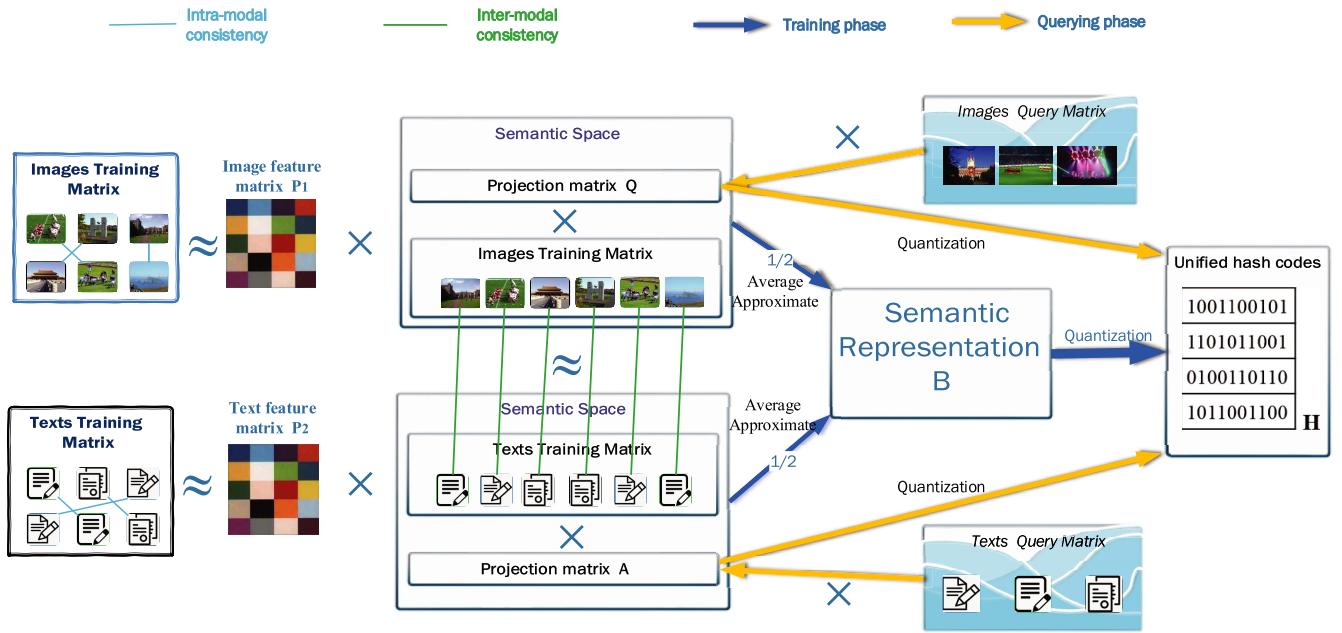 Intra-modal
consistency
Inter-modal
consistency
Training phase
Querying phase
Images Training
Matrix
≈
Image feature
matrix P1
×
Semantic Space
Projection matrix Q
×
Images Training Matrix
≈
Texts Training
Matrix
≈
Text feature
matrix P2
×
Semantic Space
Texts Training Matrix
×
Projection matrix A
1/2
Average
Approximate
Average
Approximate
1/2
Semantic
Representation
B
Images Query Matrix
×
Quantization
Quantization
Quantization
Texts Query Matrix
×
Unified hash codes
1001100101
1101011001
0100110110
1011001100
H